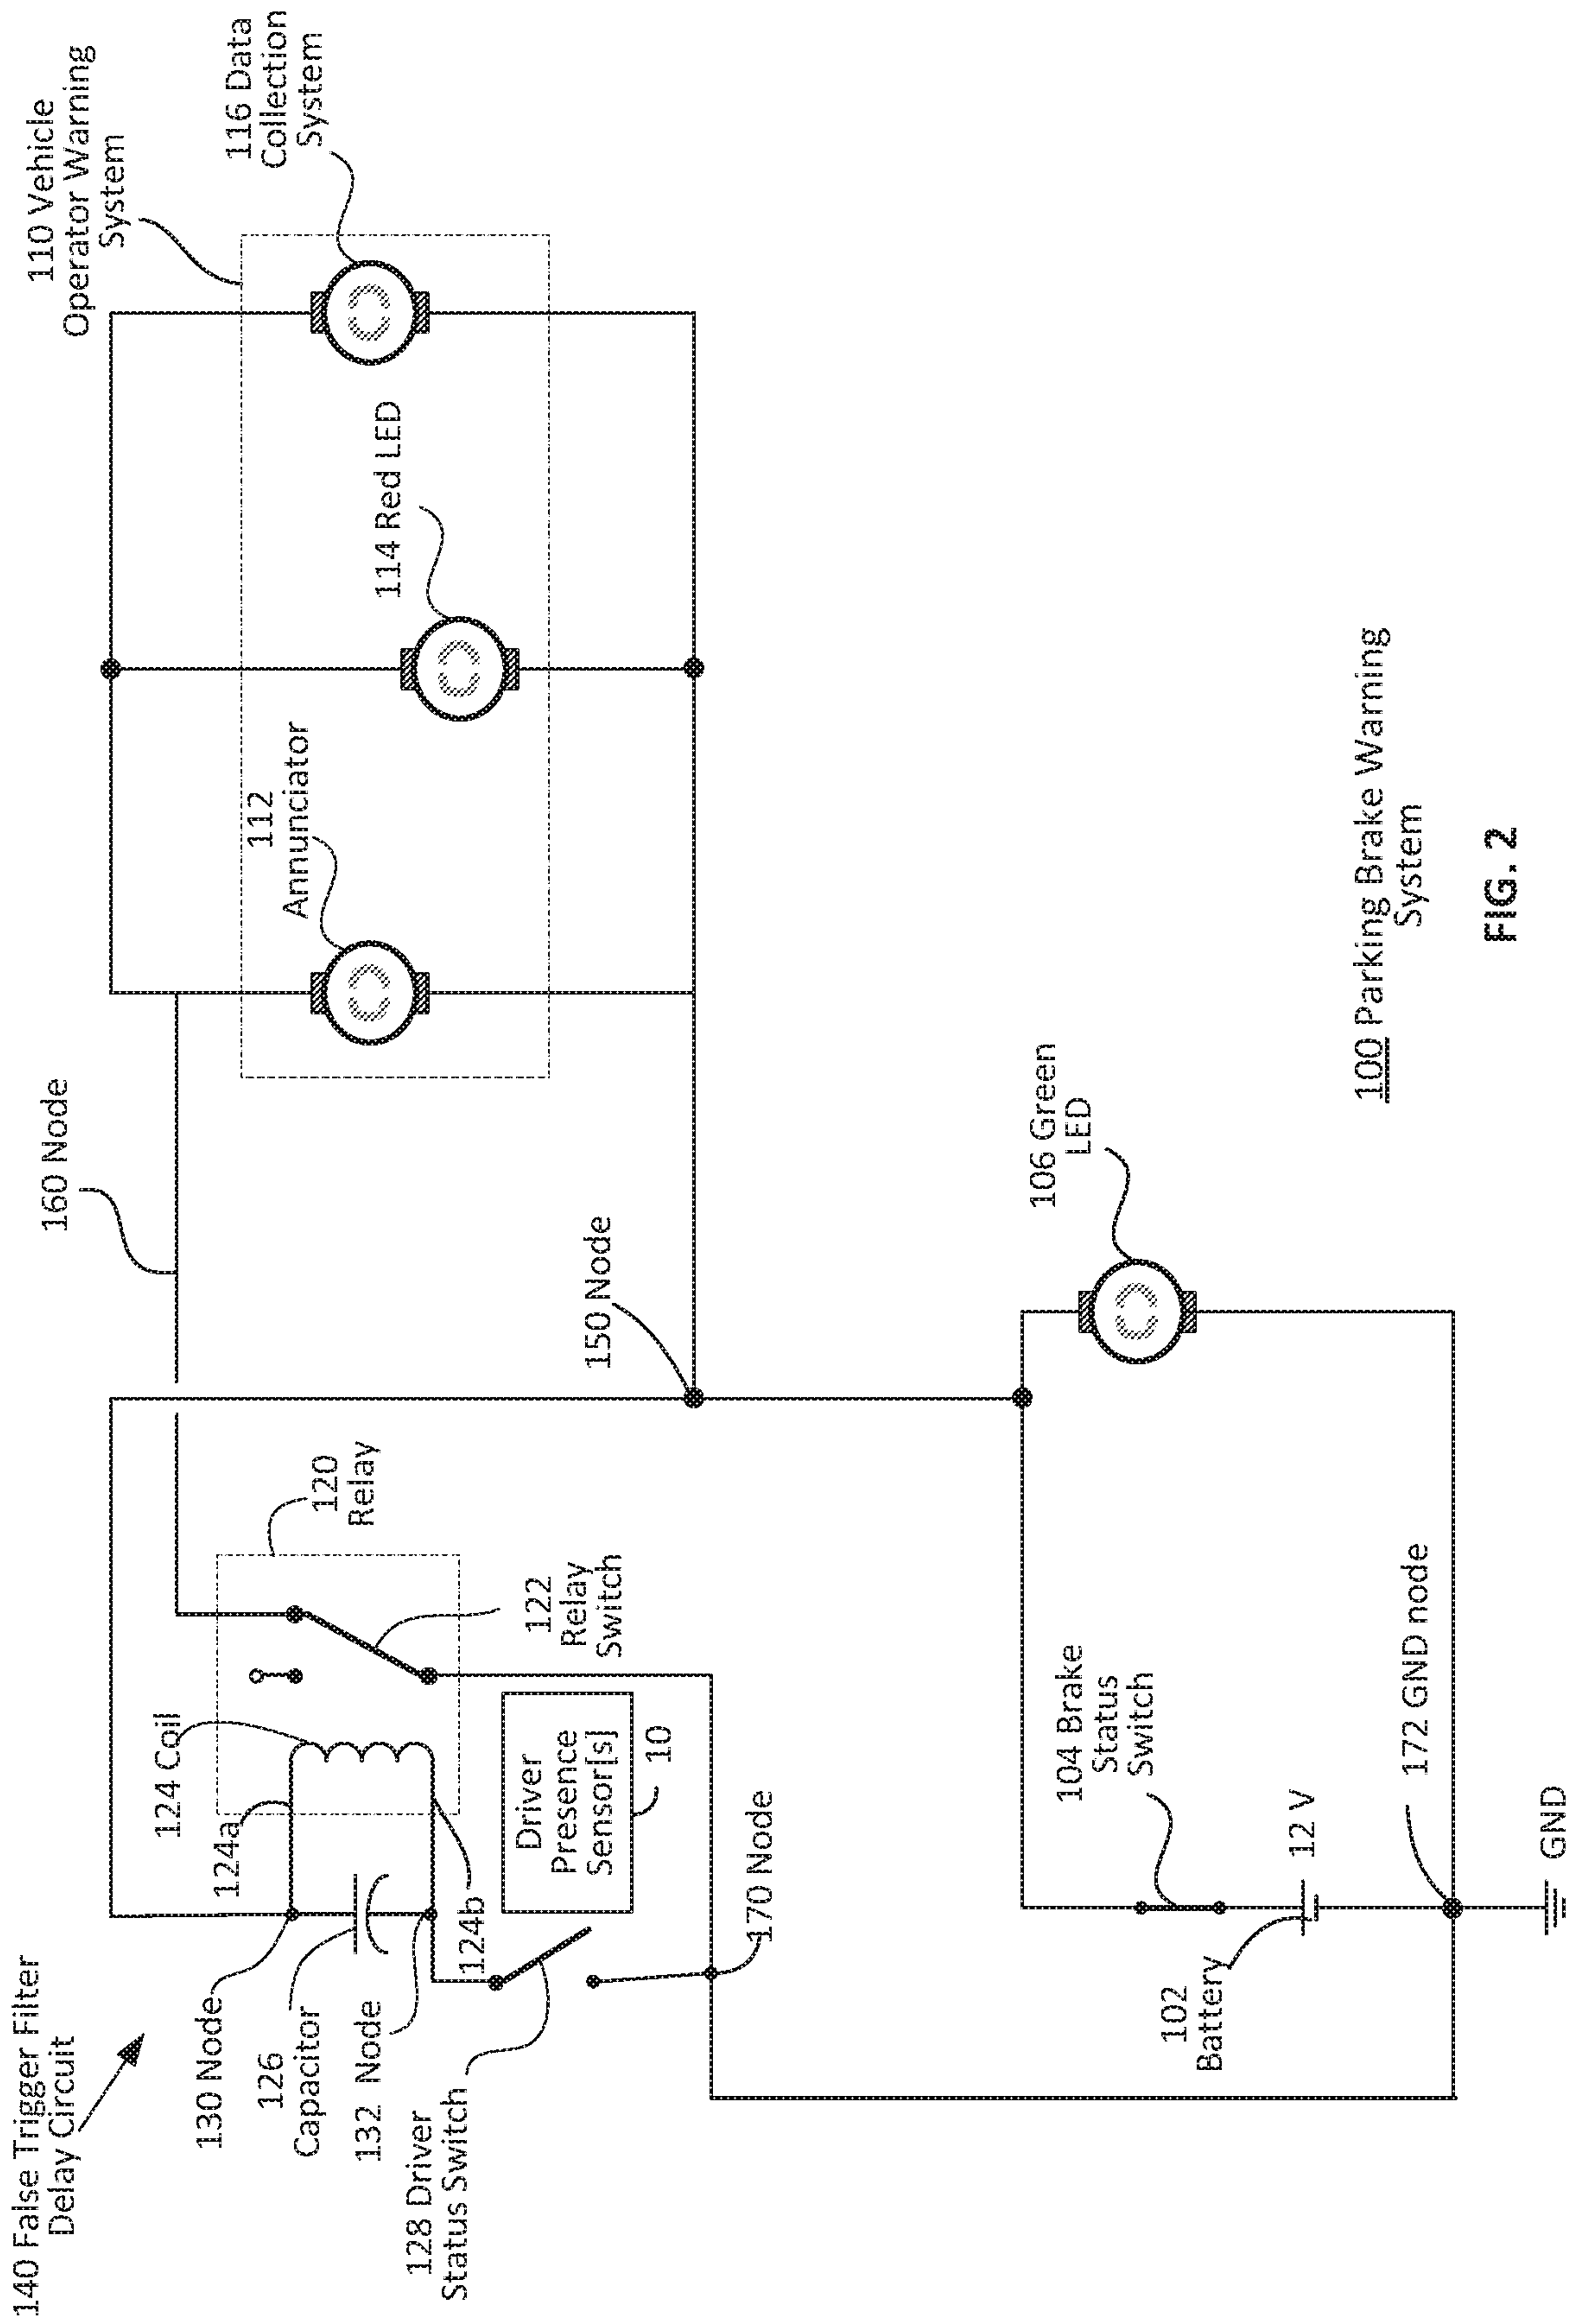 140 False Trigger Filter
Delay Circuit
130 Node
126
Capacitor
132 Node
128 Driver
Status Switch
124a
124 Coil
124b
120
Relay
122
Relay
Switch
Driver
Presence
Sensor[s]
10
170 Node
160 Node
150 Node
110 Vehicle
Operator Warning
System
112
Annunciator
114 Red LED
116 Data
Collection
System
102
Battery
12 V
104 Brake
Status
Switch
172 GND node
GND
106 Green
LED
100 Parking Brake Warning
System
FIG. 2